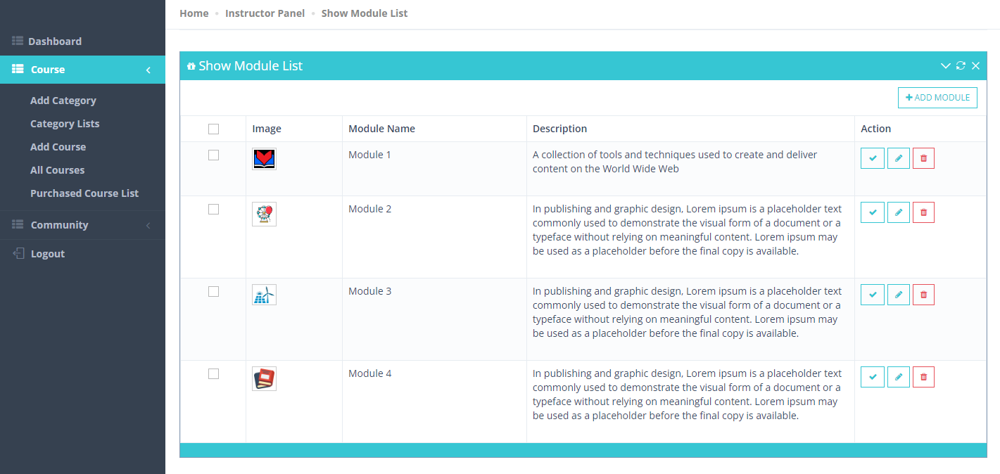 Home • Instructor Panel • Show Module List
Dashboard
Course
Add Category
Category Lists
Add Course
All Courses
Purchased Course List
Community
Logout
Show Module List
ADD MODULE
Image Module Name Description Action
Module 1
A collection of tools and techniques used to create and deliver
content on the World Wide Web
Module 2
In publishing and graphic design, Lorem ipsum is a placeholder text
commonly used to demonstrate the visual form of a document or a
typeface without relying on meaningful content. Lorem ipsum may
be used as a placeholder before the final copy is available.
Module 3
In publishing and graphic design, Lorem ipsum is a placeholder text
commonly used to demonstrate the visual form of a document or a
typeface without relying on meaningful content. Lorem ipsum may
be used as a placeholder before the final copy is available.
Module 4
In publishing and graphic design, Lorem ipsum is a placeholder text
commonly used to demonstrate the visual form of a document or a
typeface without relying on meaningful content. Lorem ipsum may
be used as a placeholder before the final copy is available.